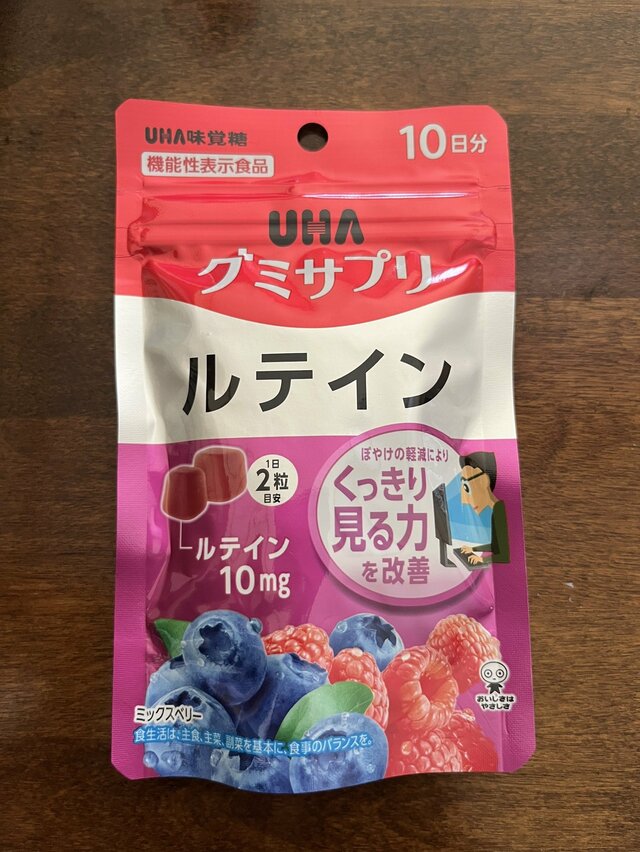 UHA味覚糖
10日分
機能性表示食品
UHA
グミサプリ
ルテイン
1日
2粒
目安
ルテイン
10mg
ぼやけの軽減により
くっきり
見る力
を改善
おいしさは
やさしさ
ミックスベリー
食生活は、主食、主菜、副菜を基本に、食事のバランスを。